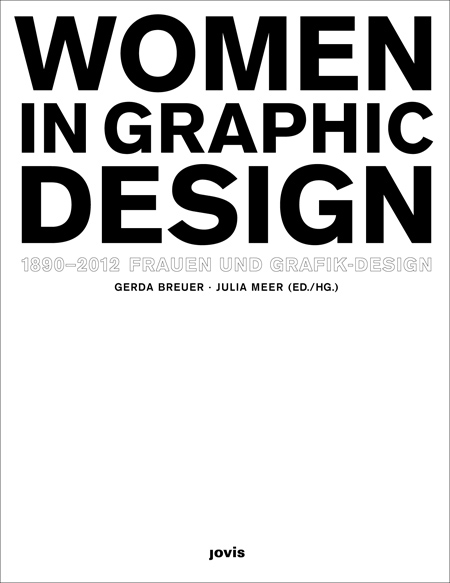 WOMEN
IN GRAPHIC
DESIGN
1890–2012 FRAUEN UND GRAFIK-DESIGN
GERDA BREUER · JULIA MEER (ED./HG.)
jovis